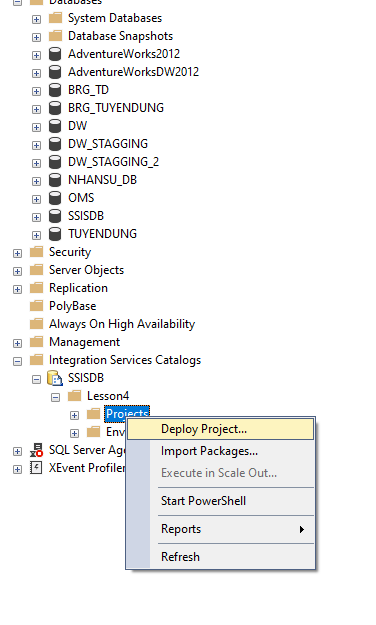 Databases
System Databases
Database Snapshots
AdventureWorks2012
AdventureWorksDW2012
BRG_TD
BRG_TUYENDUNG
DW
DW_STAGGING
DW_STAGGING_2
NHANSU_DB
OMS
SSISDB
TUYENDUNG
Security
Server Objects
Replication
PolyBase
Always On High Availability
Management
Integration Services Catalogs
SSISDB
Lesson4
Projects
Env
SQL Server Age
XEvent Profiler
Deploy Project...
Import Packages...
Execute in Scale Out...
Start PowerShell
Reports
Refresh